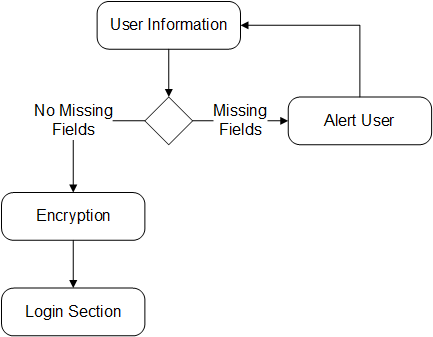 User Information
No Missing
Fields
Missing
Fields
Alert User
Encryption
Login Section